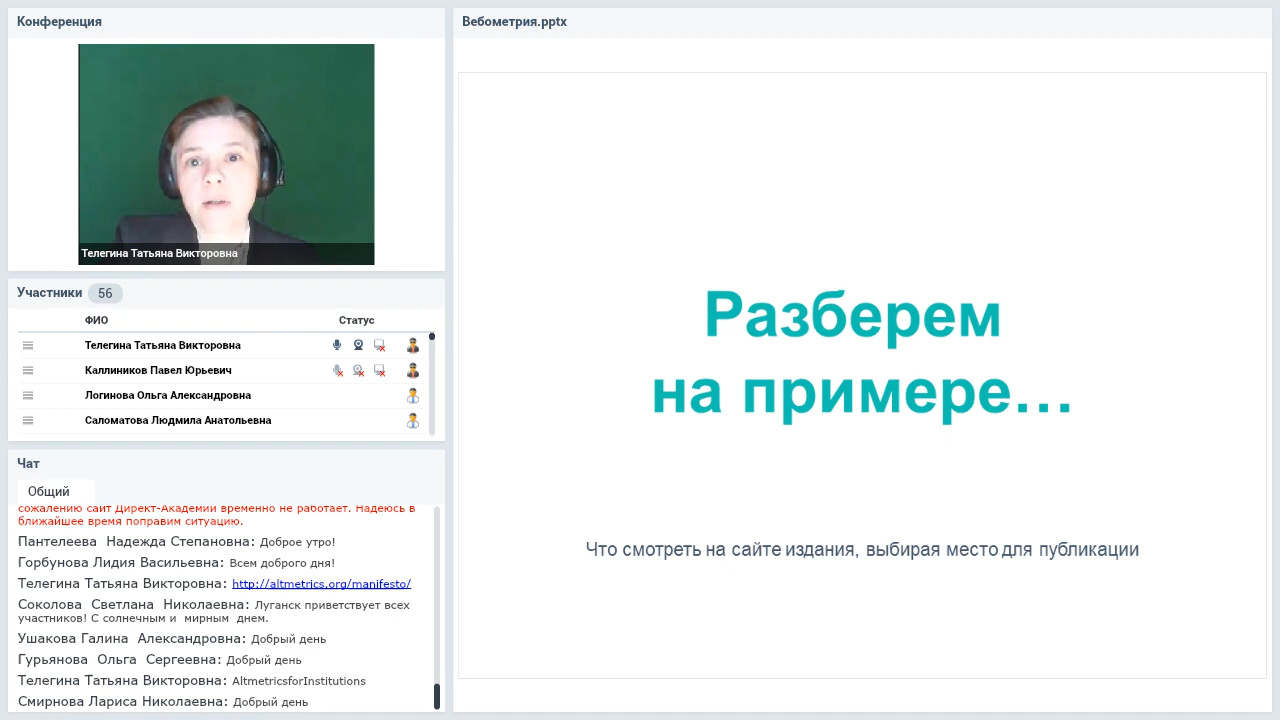 Конференция
Телегина Татьяна Викторовна
Участники 56
ФИО Статус
Телегина Татьяна Викторовна
Каллиников Павел Юрьевич
Логинова Ольга Александровна
Саломатова Людмила Анатольевна
Чат
Общий
сожалению сайт Директ-Академии временно не работает. Надеюсь в
ближайшее время поправим ситуацию.
Пантелеева Надежда Степановна: Доброе утро!
Горбунова Лидия Васильевна: Всем доброго дня!
Телегина Татьяна Викторовна: http://altmetrics.org/manifesto/
Соколова Светлана Николаевна: Луганск приветствует всех
участников! С солнечным и мирным днем.
Ушакова Галина Александровна: Добрый день
Гурьянова Ольга Сергеевна: Добрый день
Телегина Татьяна Викторовна: AltmetricsforInstitutions
Смирнова Лариса Николаевна: Добрый день
Вебометрия.pptx
Разберем
на примере...
Что смотреть на сайте издания, выбирая место для публикации